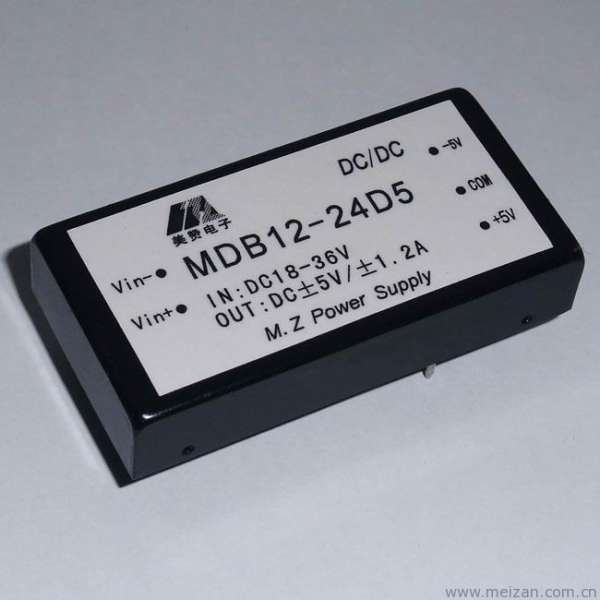 DC/DC
-5V
COM
+5V
美赞电子
MDB12-24D5
Vin-
Vin+
IN:DC18-36V
OUT:DC±5V/±1.2A
M.Z Power Supply
www.meizan.com.cn